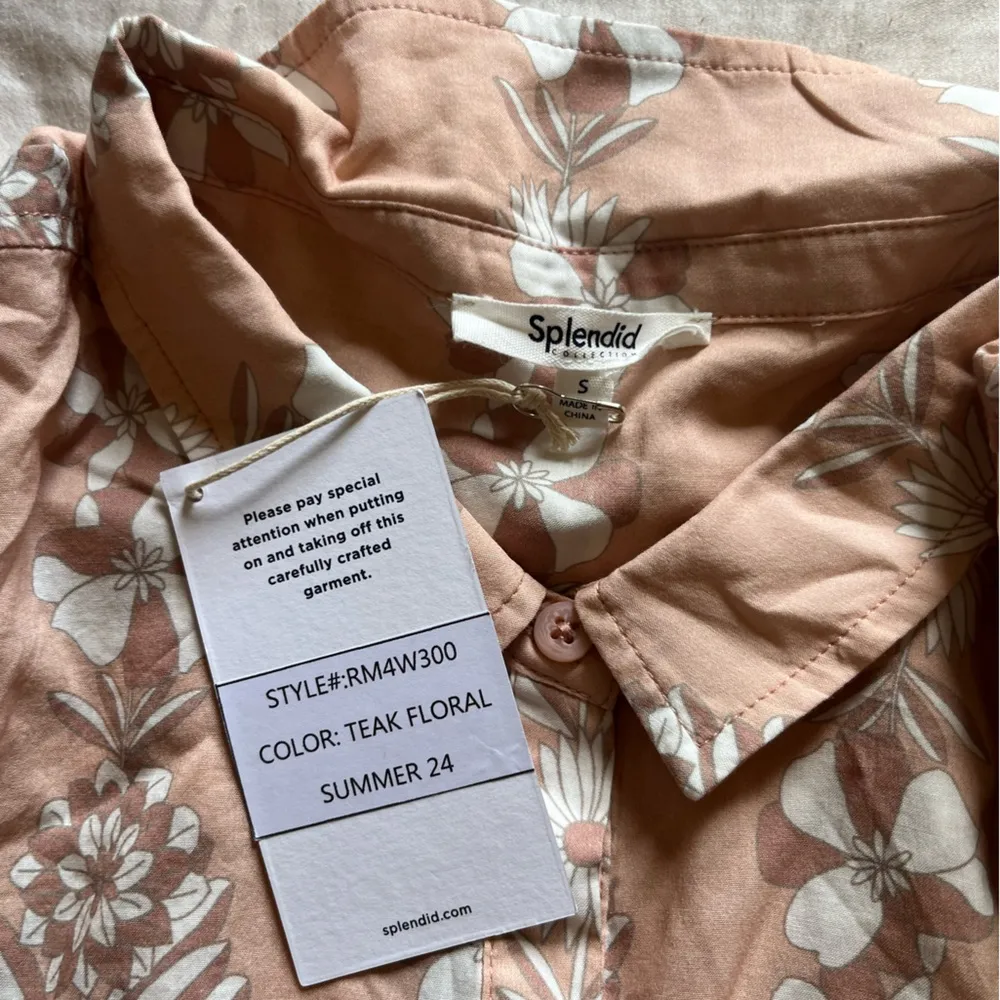 Splendid
COLLECTION
S
MADE IN
CHINA
Please pay special
attention when putting
on and taking off this
carefully crafted
garment.
STYLE#:RM4W300
COLOR: TEAK FLORAL
SUMMER 24
splendid.com